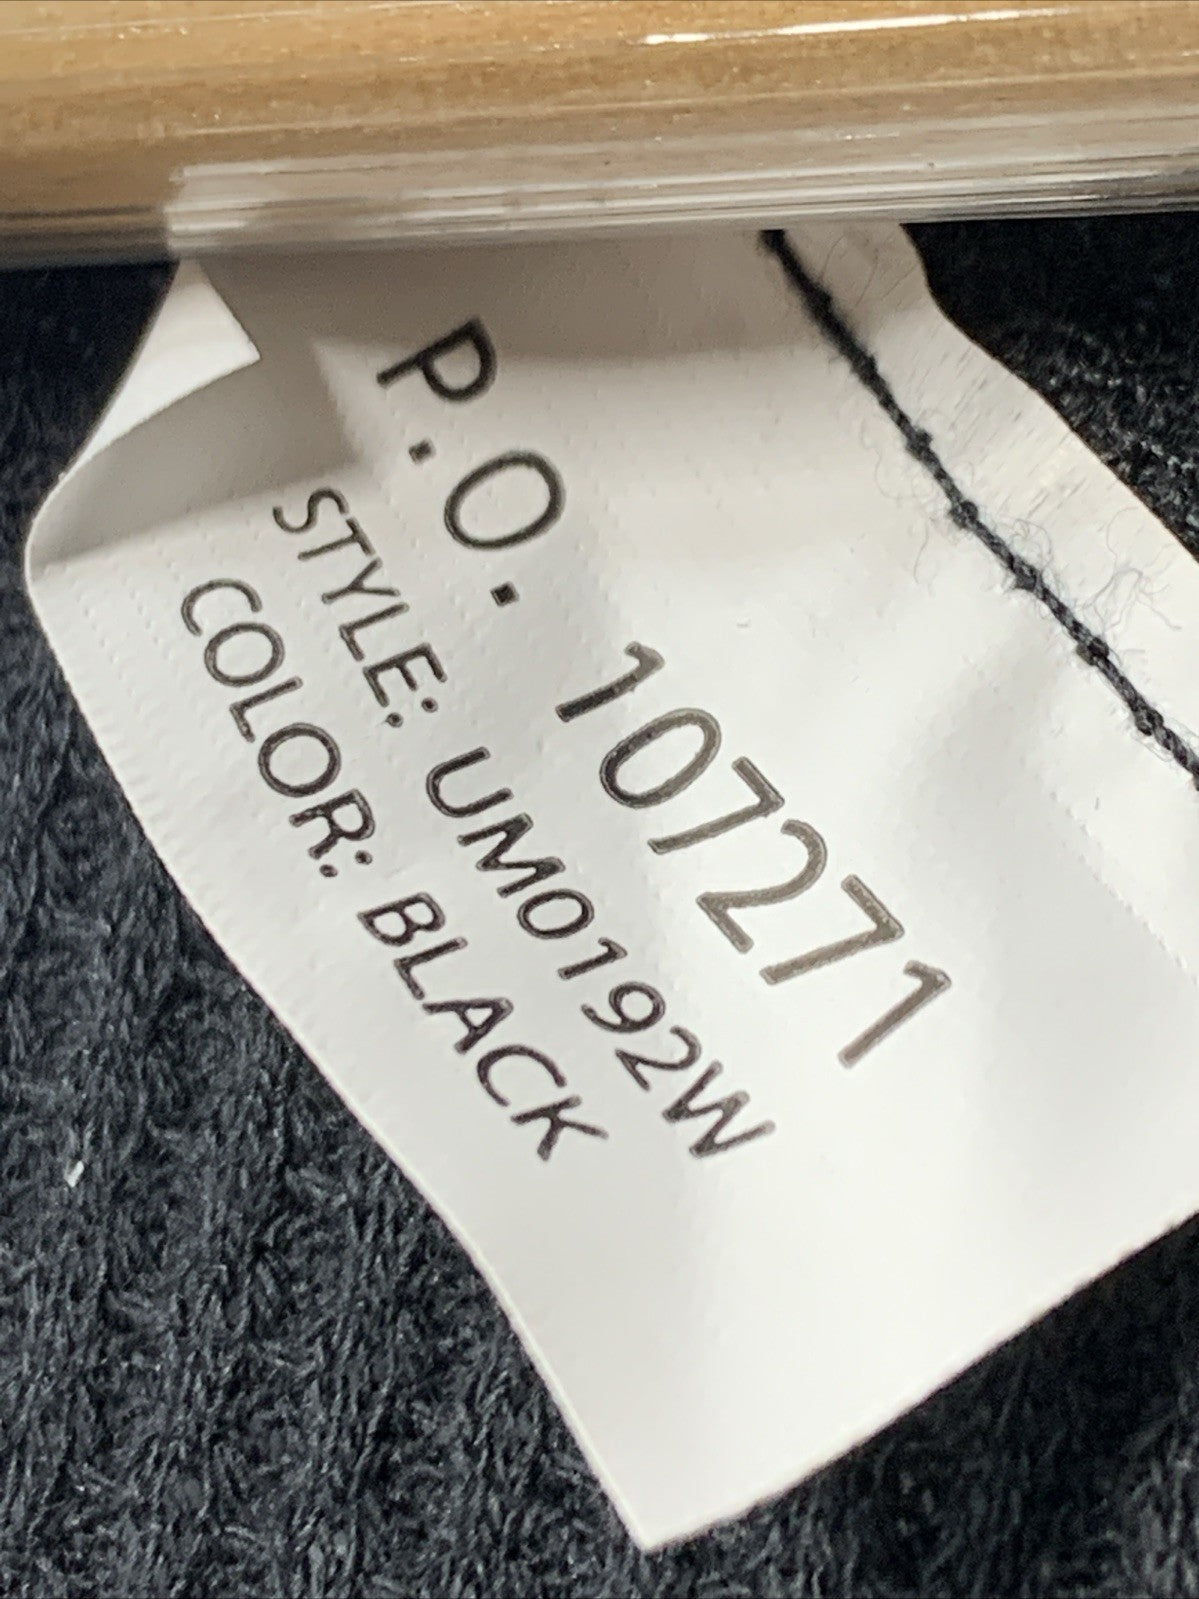 P.O. 107271
STYLE: UM0192W
COLOR: BLACK